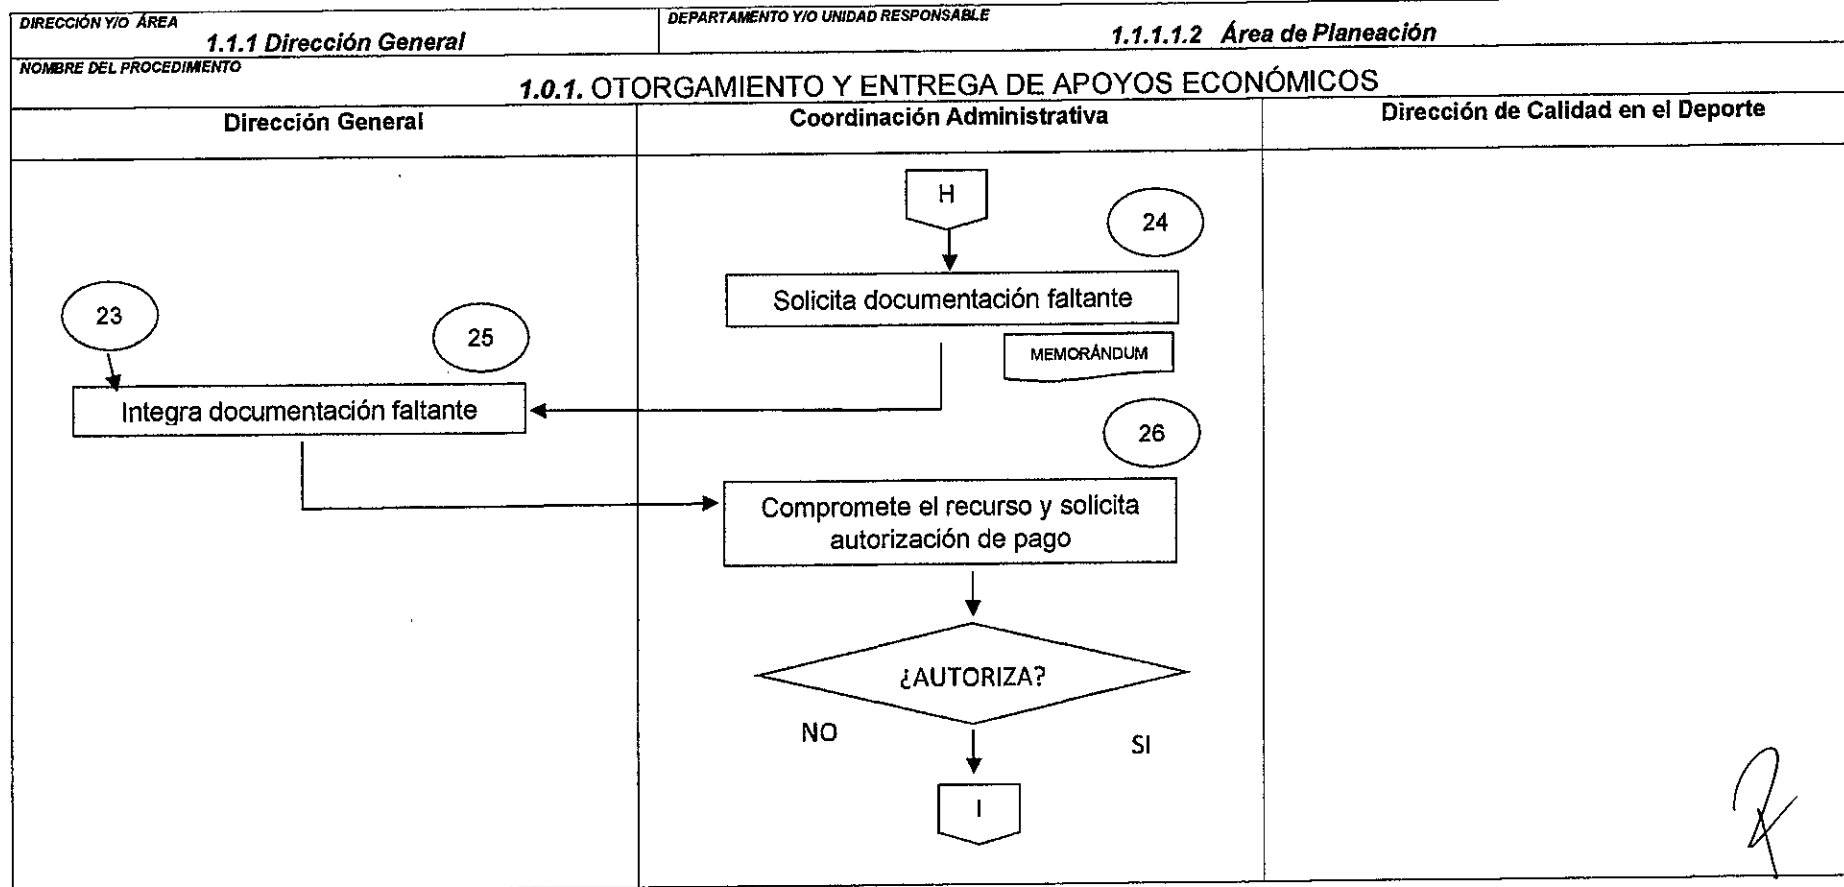 DIRECCIÓN Y/O ÁREA
1.1.1 Dirección General
DEPARTAMENTO Y/O UNIDAD RESPONSABLE
1.1.1.1.2 Área de Planeación
NOMBRE DEL PROCEDIMIENTO
1.0.1. OTORGAMIENTO Y ENTREGA DE APOYOS ECONÓMICOS
Dirección General
Coordinación Administrativa
Dirección de Calidad en el Deporte
H
24
Solicita documentación faltante
MEMORÁNDUM
23
25
Integra documentación faltante
26
Compromete el recurso y solicita
autorización de pago
¿AUTORIZA?
NO
SI
I